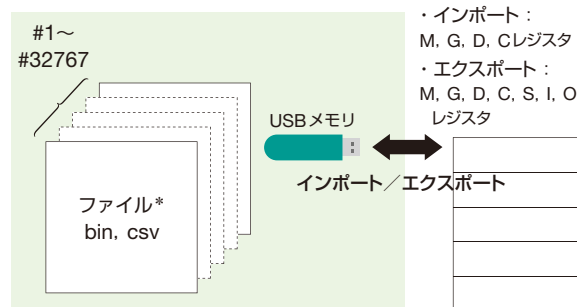 #1～
#32767
ファイル*
bin, csv
USBメモリ
インポート／エクスポート
・インポート：
M, G, D, Cレジスタ
・エクスポート：
M, G, D, C, S, I, O
レジスタ